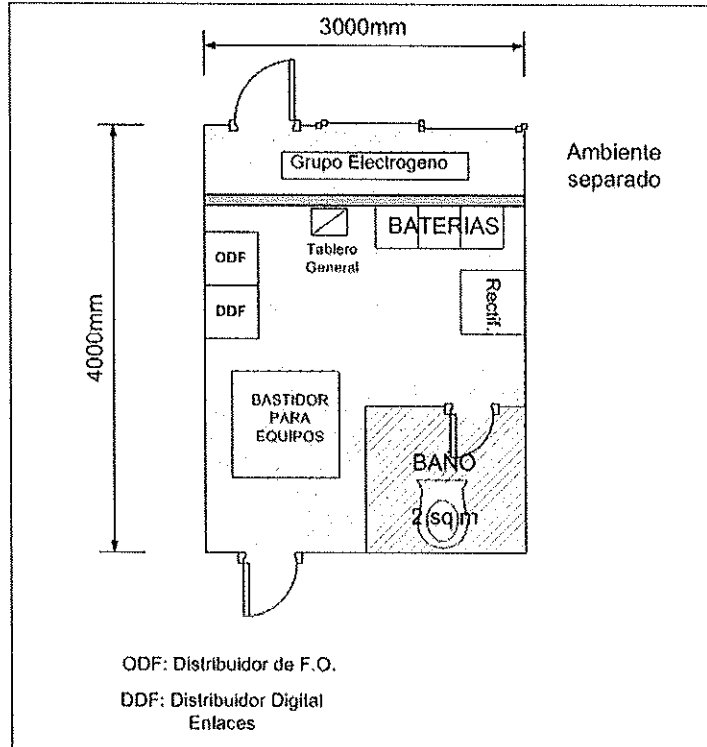 3000mm
Grupo Electrogeno
Ambiente
separado
4000mm
BATERIAS
Tablero
General
ODF
DDF
Rectif.
BASTIDOR
PARA
EQUIPOS
BANO
2 sq m
ODF: Distribuidor de F.O.
DDF: Distribuidor Digital
Enlaces